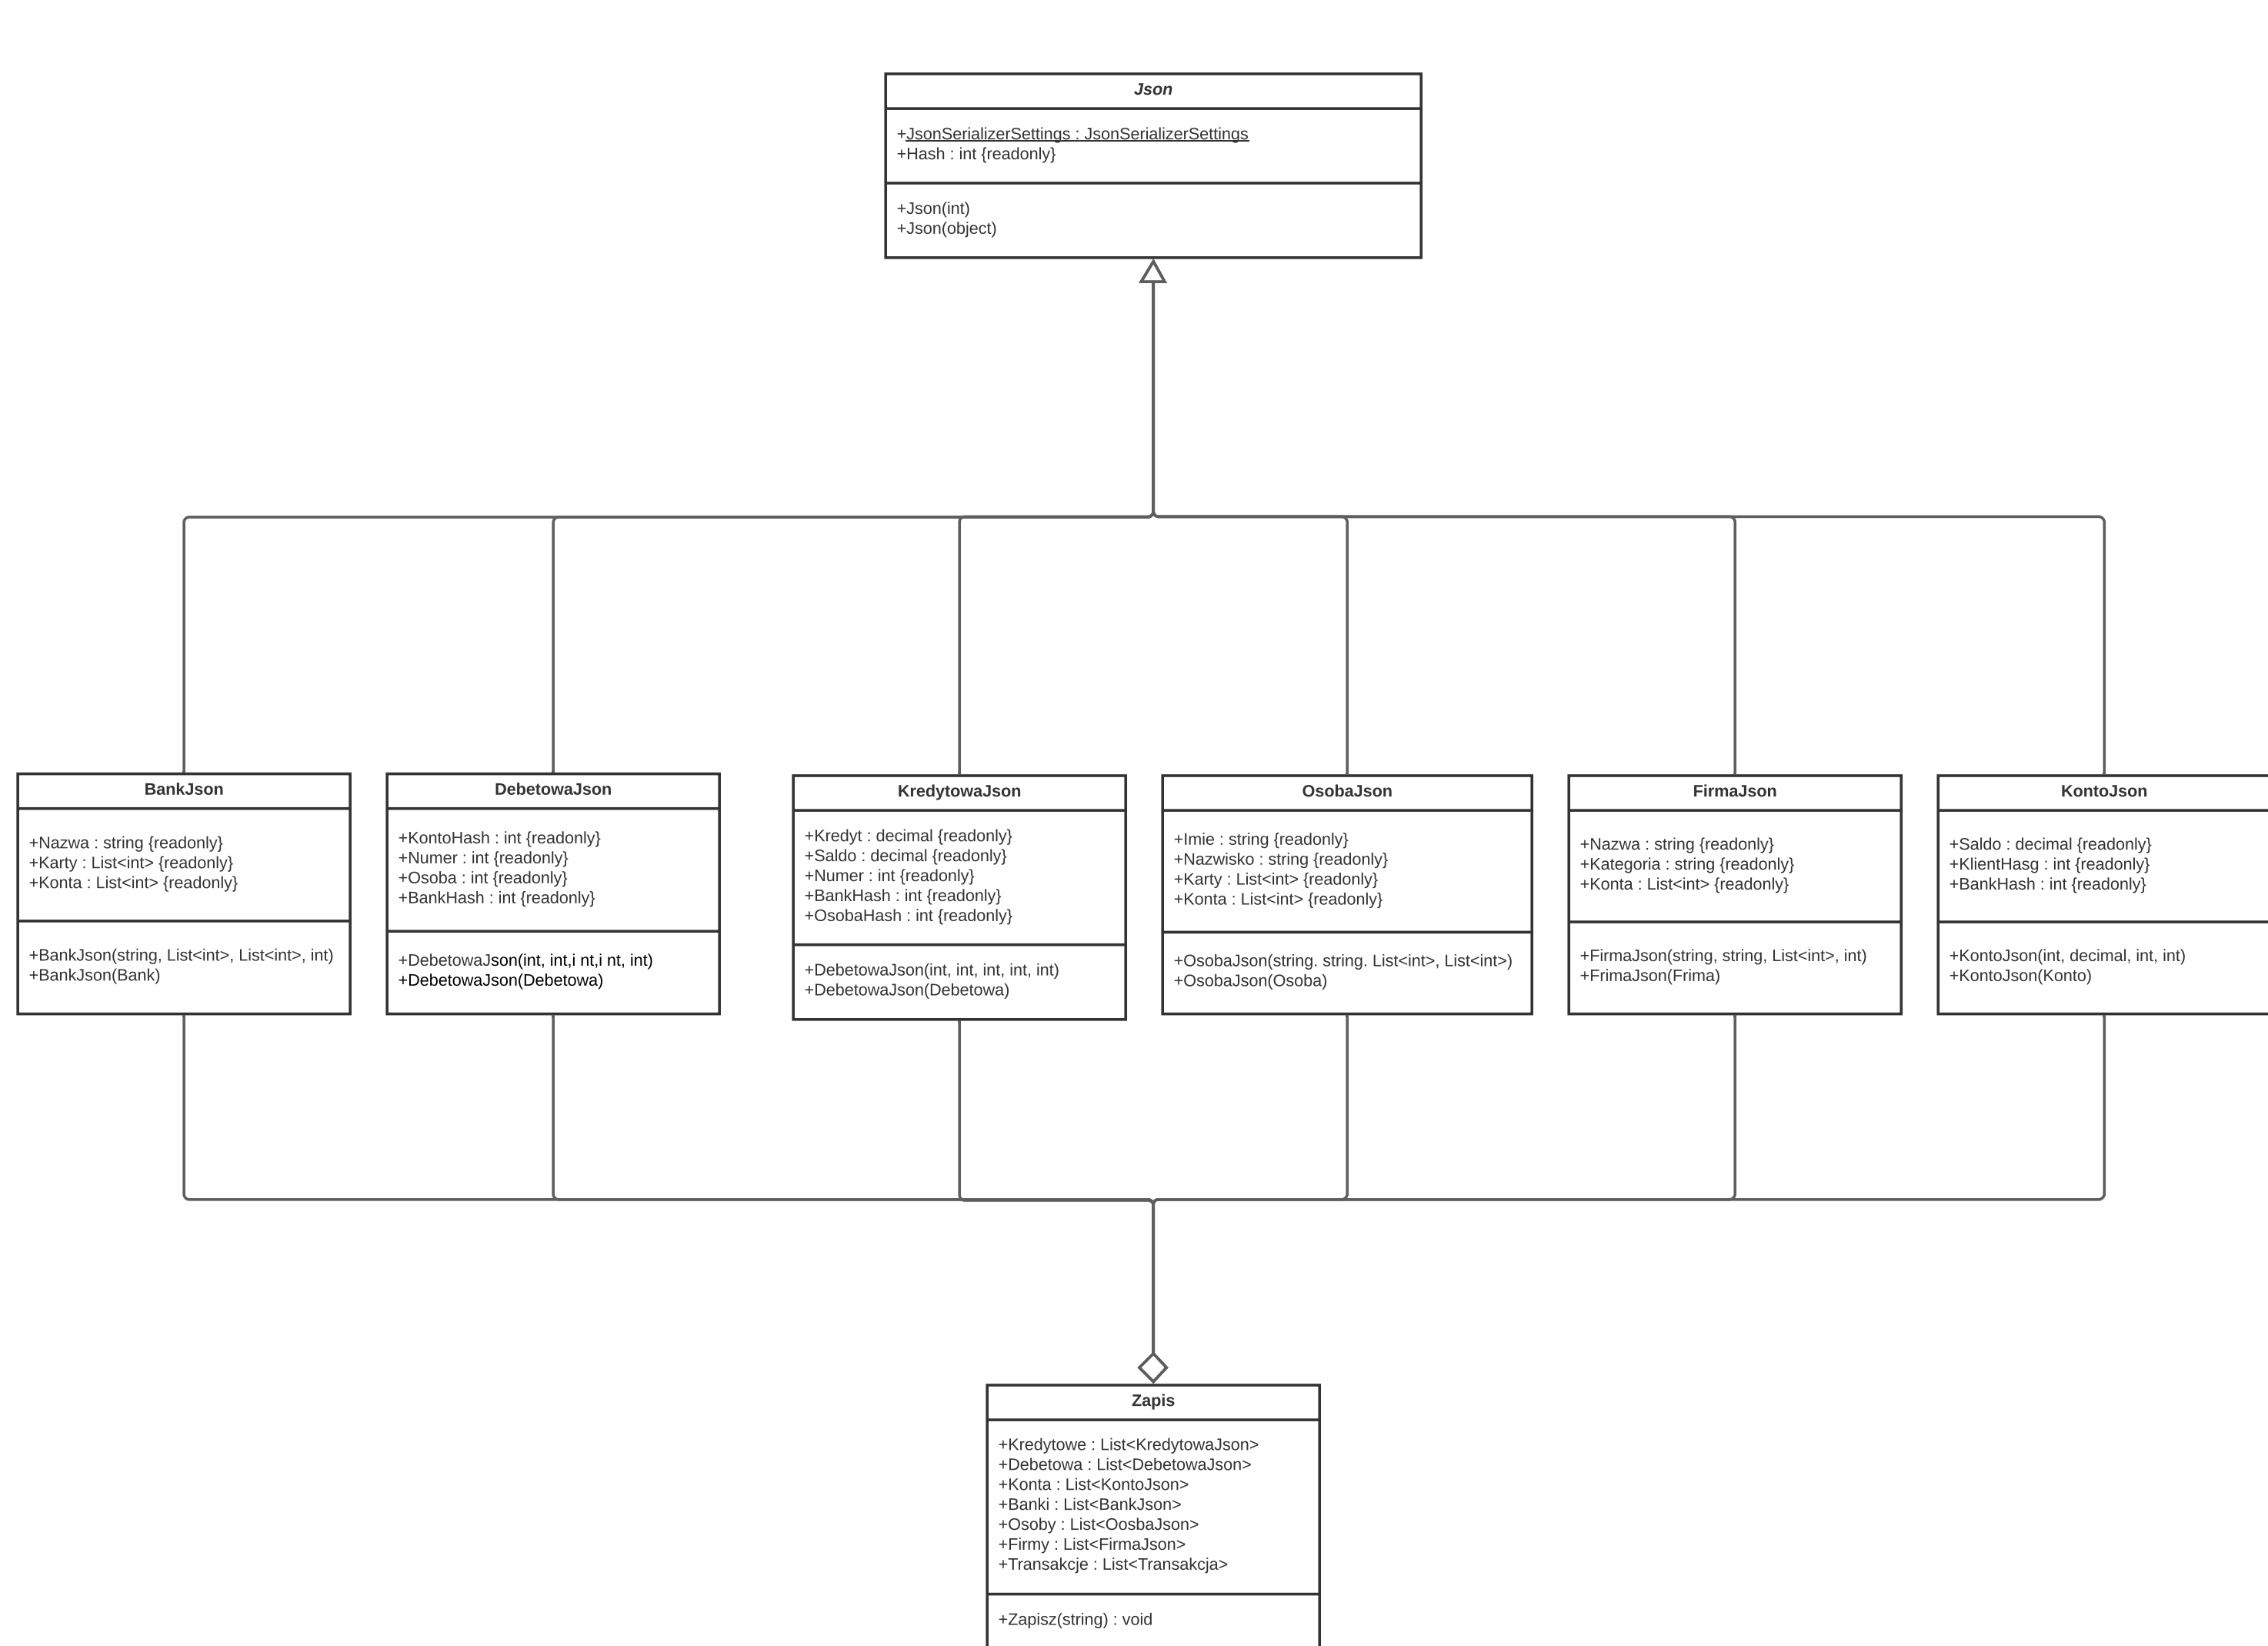 Json
+JsonSerializerSettings : JsonSerializerSettings
+Hash : int {readonly}
+Json(int)
+Json(object)
BankJson
+Nazwa : string {readonly}
+Karty : List<int> {readonly}
+Konta : List<int> {readonly}
+BankJson(string, List<int>, List<int>, int)
+BankJson(Bank)
DebetowaJson
+KontoHash : int {readonly}
+Numer : int {readonly}
+Osoba : int {readonly}
+BankHash : int {readonly}
+DebetowaJson(int, int,i nt,i nt, int)
+DebetowaJson(Debetowa)
KredytowaJson
+Kredyt : decimal {readonly}
+Saldo : decimal {readonly}
+Numer : int {readonly}
+BankHash : int {readonly}
+OsobaHash : int {readonly}
+DebetowaJson(int, int, int, int, int)
+DebetowaJson(Debetowa)
OsobaJson
+Imie : string {readonly}
+Nazwisko : string {readonly}
+Karty : List<int> {readonly}
+Konta : List<int> {readonly}
+OsobaJson(string. string. List<int>, List<int>)
+OsobaJson(Osoba)
FirmaJson
+Nazwa : string {readonly}
+Kategoria : string {readonly}
+Konta : List<int> {readonly}
+FirmaJson(string, string, List<int>, int)
+FrimaJson(Frima)
KontoJson
+Saldo : decimal {readonly}
+KlientHasg : int {readonly}
+BankHash : int {readonly}
+KontoJson(int, decimal, int, int)
+KontoJson(Konto)
Zapis
+Kredytowe : List<KredytowaJson>
+Debetowa : List<DebetowaJson>
+Konta : List<KontoJson>
+Banki : List<BankJson>
+Osoby : List<OosbaJson>
+Firmy : List<FirmaJson>
+Transakcje : List<Transakcja>
+Zapisz(string) : void